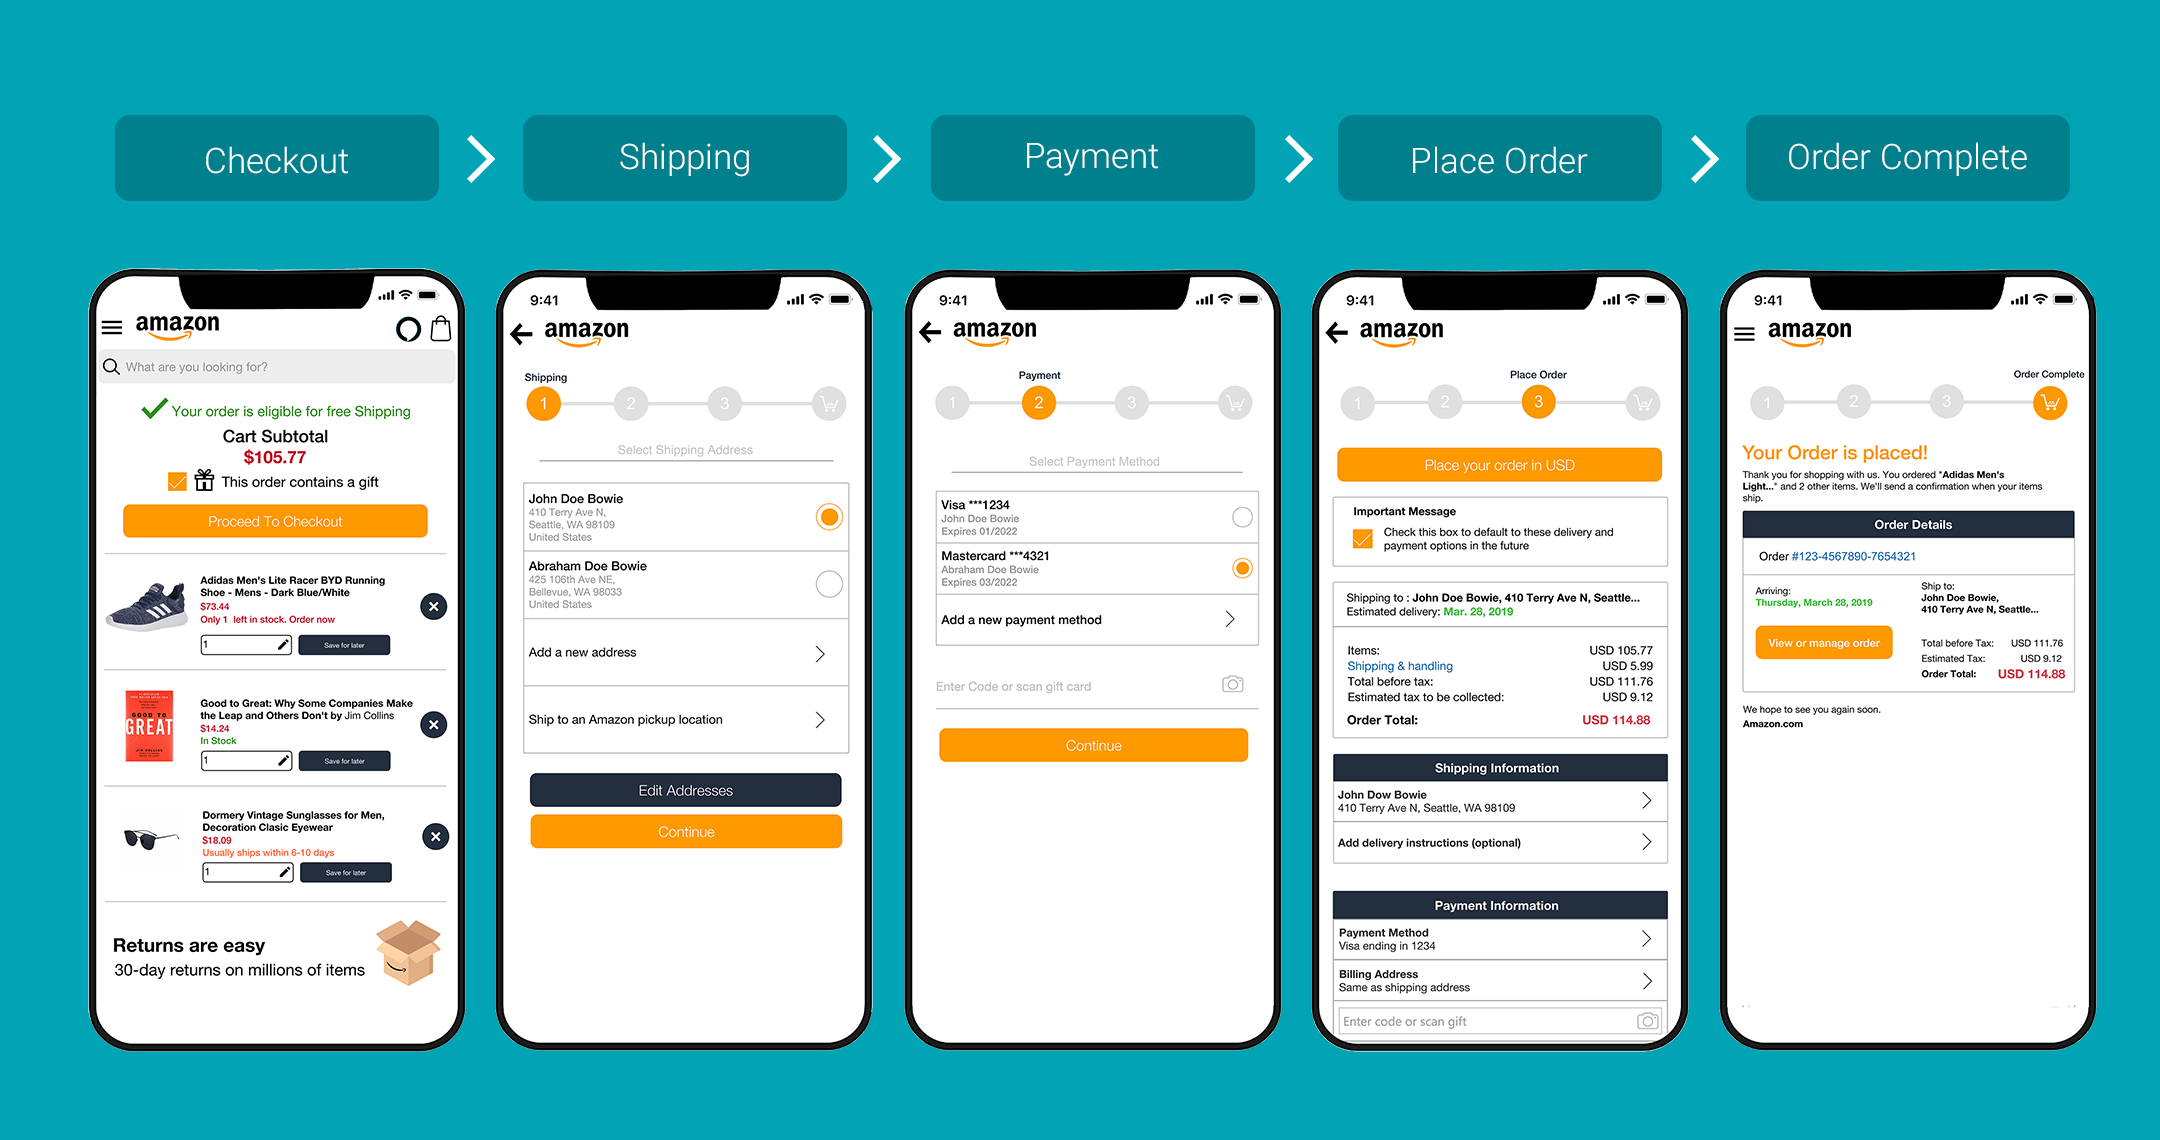 Checkout
Shipping
Payment
Place Order
Order Complete
amazon
What are you looking for?
Your order is eligible for free Shipping
Cart Subtotal
$105.77
This order contains a gift
Proceed To Checkout
Adidas Men's Lite Racer BYD Running
Shoe - Mens - Dark Blue/White
$73.44
Only 1 left in stock. Order now
1
Save for later
GOOD TO
GREAT
JIM COLLINS
Good to Great: Why Some Companies Make
the Leap and Others Don't by Jim Collins
$14.24
In Stock
1
Save for later
Dormery Vintage Sunglasses for Men,
Decoration Clasic Eyewear
$18.09
Usually ships within 6-10 days
1
Save for later
Returns are easy
30-day returns on millions of items
9:41
amazon
Shipping
1
2
3
Select Shipping Address
John Doe Bowie
410 Terry Ave N,
Seattle, WA 98109
United States
Abraham Doe Bowie
425 106th Ave NE,
Bellevue, WA 98033
United States
Add a new address
Ship to an Amazon pickup location
Edit Addresses
Continue
9:41
amazon
Payment
1
2
3
Select Payment Method
Visa ***1234
John Doe Bowie
Expires 01/2022
Mastercard ***4321
Abraham Doe Bowie
Expires 03/2022
Add a new payment method
Enter Code or scan gift card
Continue
9:41
amazon
Place Order
1
2
3
Place your order in USD
Important Message
Check this box to default to these delivery and
payment options in the future
Shipping to : John Doe Bowie, 410 Terry Ave N, Seattle...
Estimated delivery: Mar. 28, 2019
Items: USD 105.77
Shipping & handling USD 5.99
Total before tax: USD 111.76
Estimated tax to be collected: USD 9.12
Order Total: USD 114.88
Shipping Information
John Dow Bowie
410 Terry Ave N, Seattle, WA 98109
Add delivery instructions (optional)
Payment Information
Payment Method
Visa ending in 1234
Billing Address
Same as shipping address
Enter code or scan gift
9:41
amazon
Order Complete
1
2
3
Your Order is placed!
Thank you for shopping with us. You ordered "Adidas Men's
Light..." and 2 other items. We'll send a confirmation when your items
ship.
Order Details
Order #123-4567890-7654321
Arriving:
Thursday, March 28, 2019
View or manage order
Ship to:
John Doe Bowie,
410 Terry Ave N, Seattle...
Total before Tax: USD 111.76
Estimated Tax: USD 9.12
Order Total: USD 114.88
We hope to see you again soon.
Amazon.com